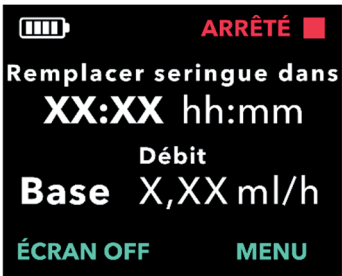 ARRÊTÉ
Remplacer seringue dans
XX:XX hh:mm
Débit
Base X,XX ml/h
ÉCRAN OFF MENU